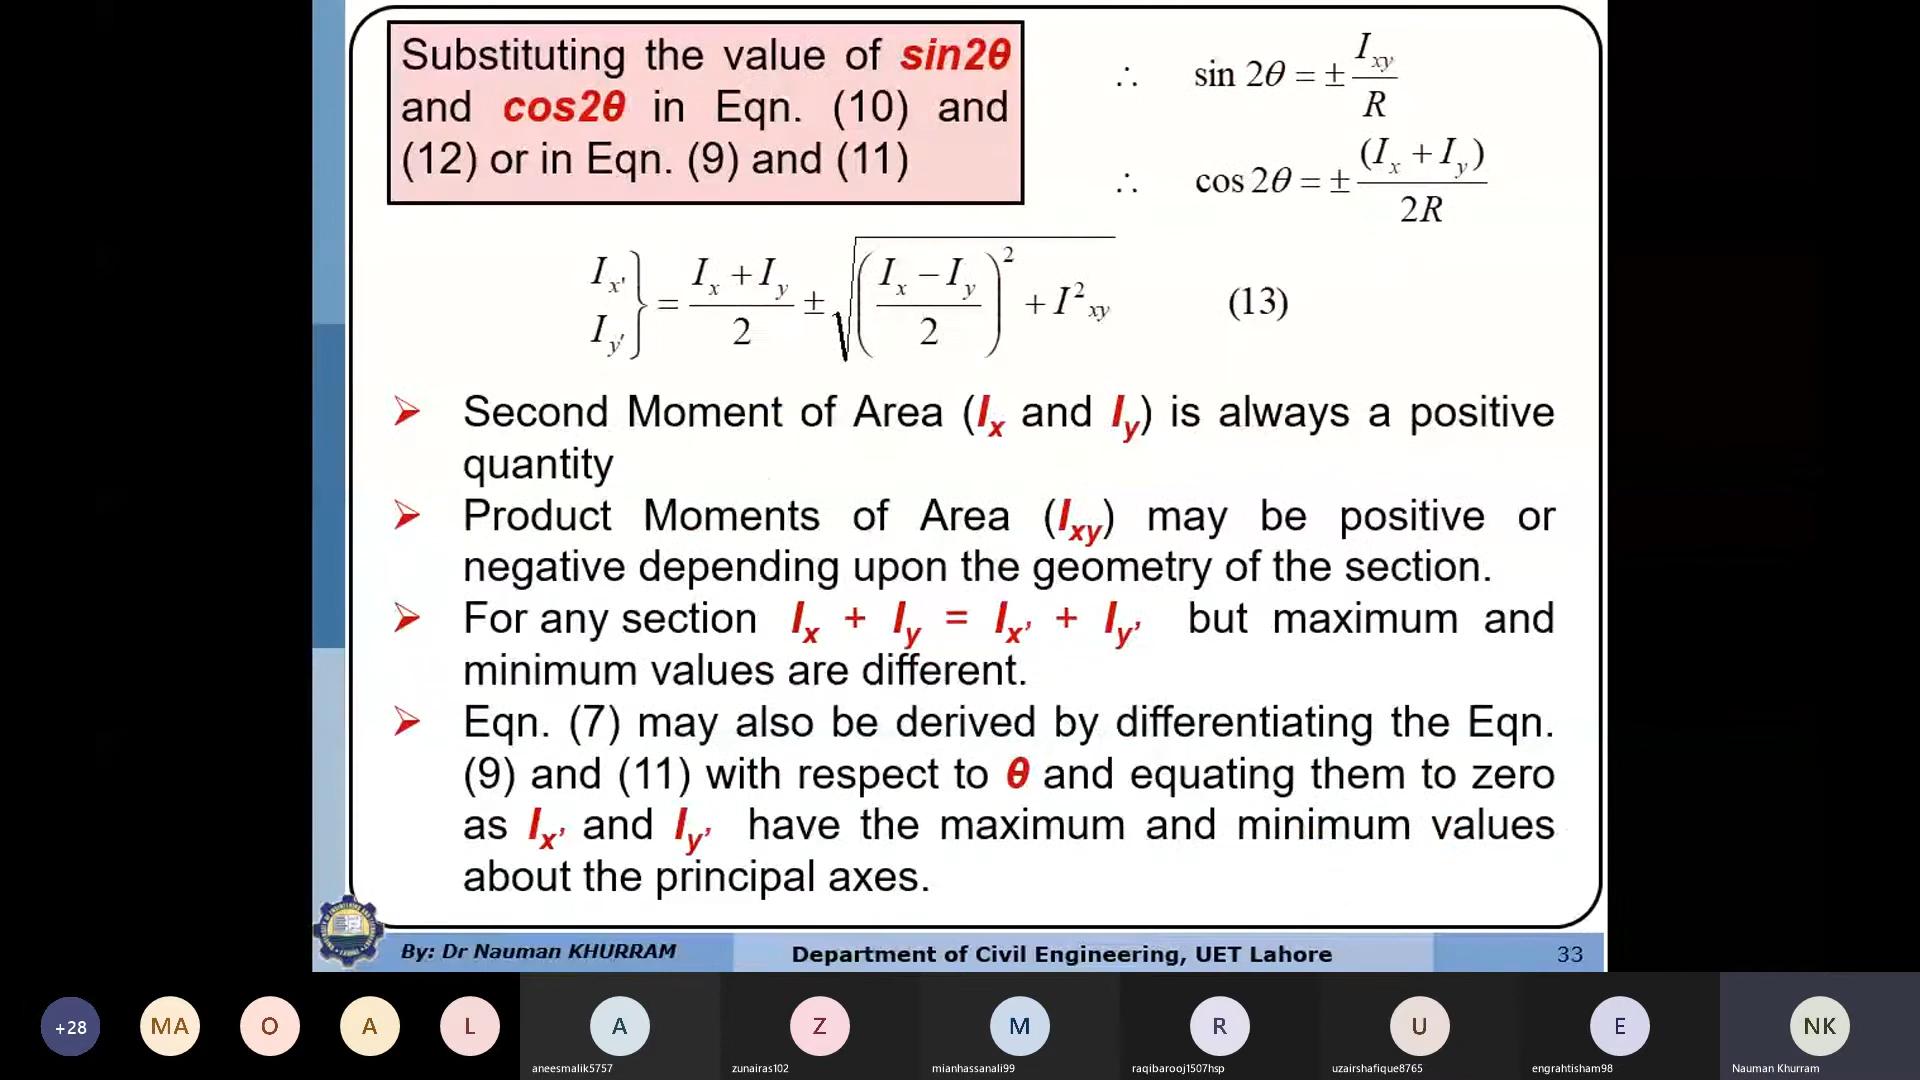 Substituting the value of sin2θ
and cos2θ in Eqn. (10) and
(12) or in Eqn. (9) and (11)
∴ sin 2θ = ± I_xy / R
∴ cos 2θ = ± (I_x + I_y) / 2R
I_x' I_y' } = (I_x + I_y) / 2 ± √( ((I_x − I_y) / 2)² + I²_xy ) (13)
➢ Second Moment of Area (I_x and I_y) is always a positive
quantity
➢ Product Moments of Area (I_xy) may be positive or
negative depending upon the geometry of the section.
➢ For any section I_x + I_y = I_x' + I_y' but maximum and
minimum values are different.
➢ Eqn. (7) may also be derived by differentiating the Eqn.
(9) and (11) with respect to θ and equating them to zero
as I_x' and I_y' have the maximum and minimum values
about the principal axes.
By: Dr Nauman KHURRAM Department of Civil Engineering, UET Lahore 33
+28 MA O A L A Z M R U E NK
aneesmalik5757 zunairas102 mianhassanali99 raqibarooj1507hsp uzairshafique8765 engrahtisham98 Nauman Khurram